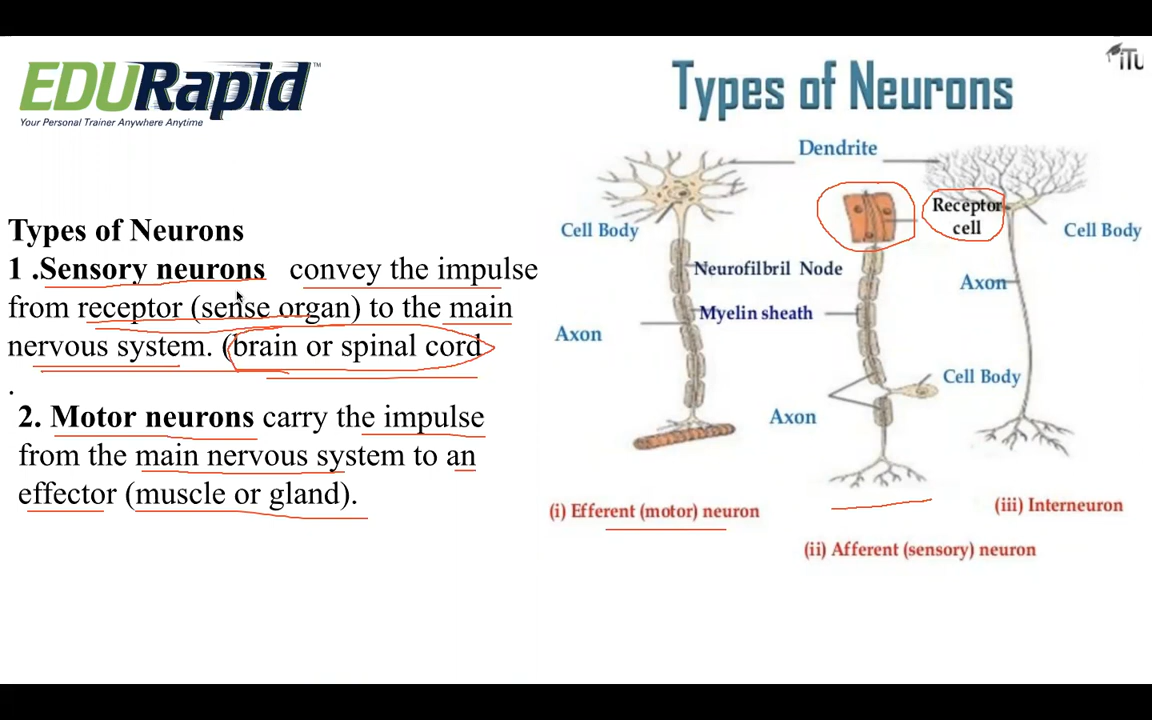 EDURapid™
Your Personal Trainer Anywhere Anytime
Types of Neurons
1 .Sensory neurons convey the impulse
from receptor (sense organ) to the main
nervous system. (brain or spinal cord
.
2. Motor neurons carry the impulse
from the main nervous system to an
effector (muscle or gland).
iTu
Types of Neurons
Dendrite
Cell Body
Receptor
cell
Cell Body
Neurofilbril Node
Axon
Myelin sheath
Axon
Cell Body
Axon
(i) Efferent (motor) neuron
(iii) Interneuron
(ii) Afferent (sensory) neuron